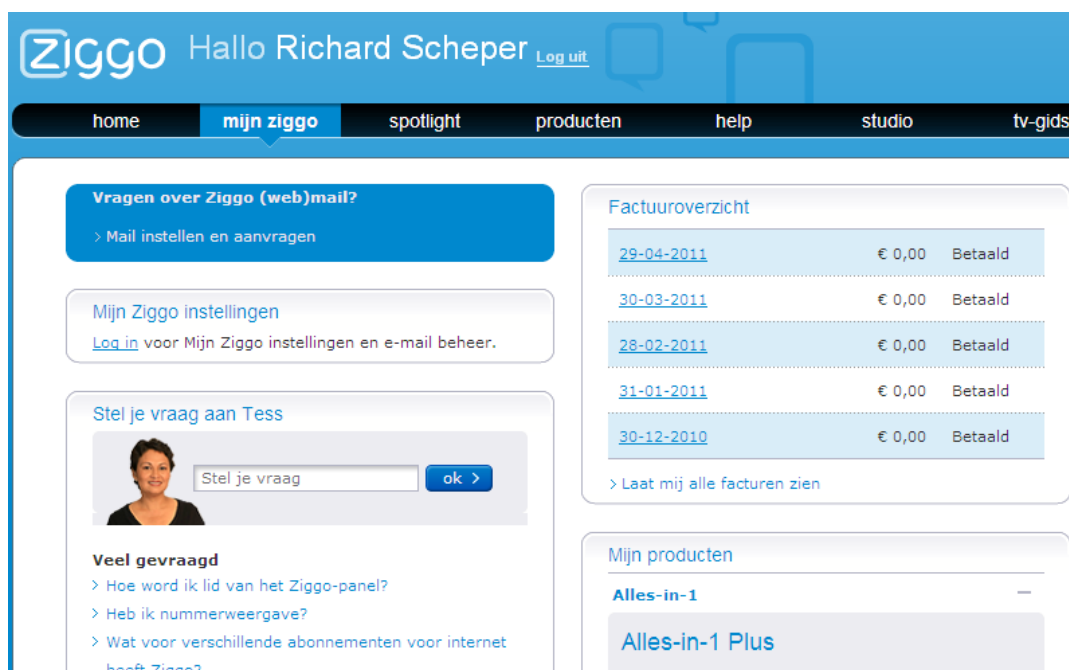 ziggo Hallo Richard Scheper Log uit
home mijn ziggo spotlight producten help studio tv-gids
Vragen over Ziggo (web)mail?
> Mail instellen en aanvragen
Mijn Ziggo instellingen
Log in voor Mijn Ziggo instellingen en e-mail beheer.
Stel je vraag aan Tess
Stel je vraag ok >
Veel gevraagd
> Hoe word ik lid van het Ziggo-panel?
> Heb ik nummerweergave?
> Wat voor verschillende abonnementen voor internet
heeft Ziggo?
Factuuroverzicht
29-04-2011 € 0,00 Betaald
30-03-2011 € 0,00 Betaald
28-02-2011 € 0,00 Betaald
31-01-2011 € 0,00 Betaald
30-12-2010 € 0,00 Betaald
> Laat mij alle facturen zien
Mijn producten
Alles-in-1 –
Alles-in-1 Plus